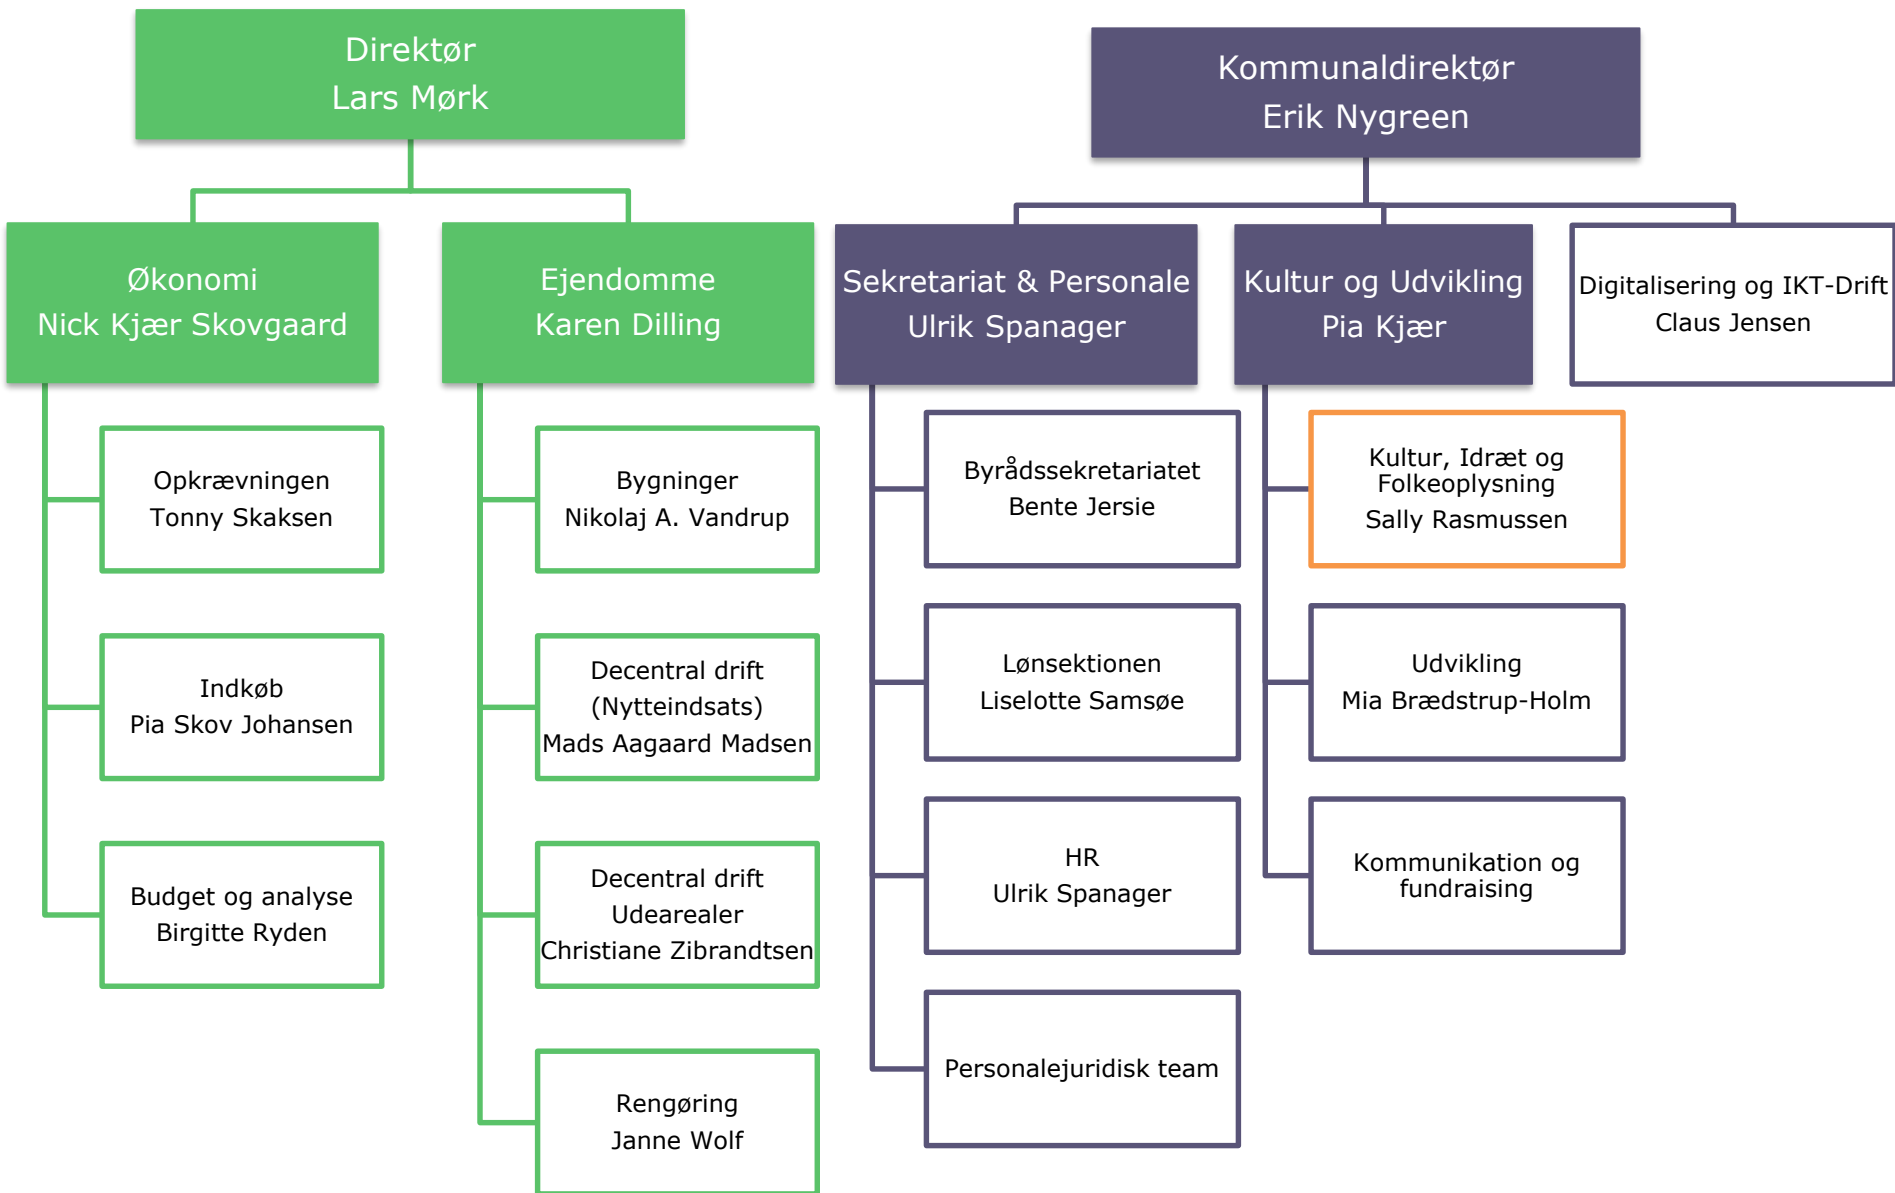 Direktør
Lars Mørk
Økonomi
Nick Kjær Skovgaard
Opkrævningen
Tonny Skaksen
Indkøb
Pia Skov Johansen
Budget og analyse
Birgitte Ryden
Ejendomme
Karen Dilling
Bygninger
Nikolaj A. Vandrup
Decentral drift
(Nytteindsats)
Mads Aagaard Madsen
Decentral drift
Udearealer
Christiane Zibrandtsen
Rengøring
Janne Wolf
Kommunaldirektør
Erik Nygreen
Sekretariat & Personale
Ulrik Spanager
Byrådssekretariatet
Bente Jersie
Lønsektionen
Liselotte Samsøe
HR
Ulrik Spanager
Personalejuridisk team
Kultur og Udvikling
Pia Kjær
Kultur, Idræt og
Folkeoplysning
Sally Rasmussen
Udvikling
Mia Brædstrup-Holm
Kommunikation og
fundraising
Digitalisering og IKT-Drift
Claus Jensen